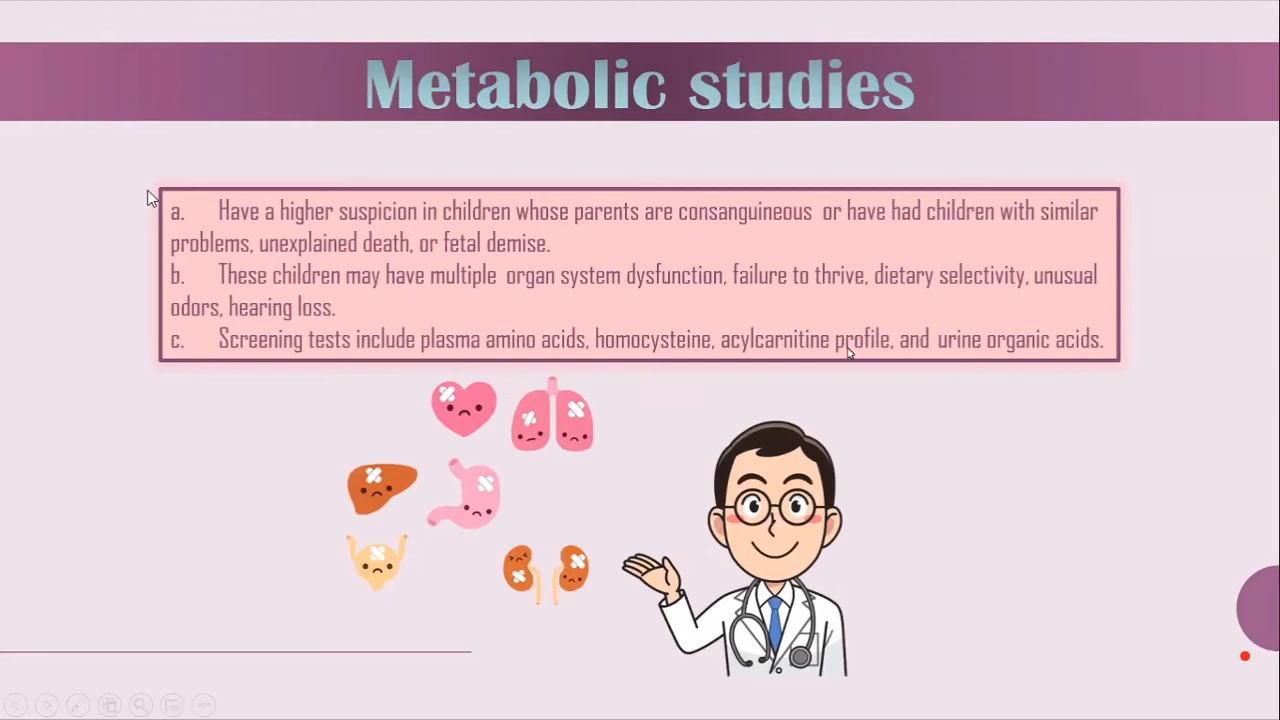 Metabolic studies
a. Have a higher suspicion in children whose parents are consanguineous or have had children with similar
problems, unexplained death, or fetal demise.
b. These children may have multiple organ system dysfunction, failure to thrive, dietary selectivity, unusual
odors, hearing loss.
c. Screening tests include plasma amino acids, homocysteine, acylcarnitine profile, and urine organic acids.